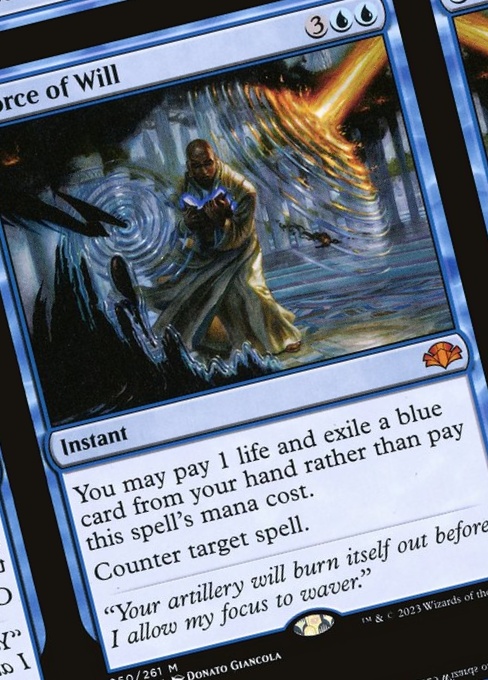 orce of Will 3
Instant
You may pay 1 life and exile a blue
card from your hand rather than pay
this spell's mana cost.
Counter target spell.
“Your artillery will burn itself out before
I allow my focus to waver.”
050/261 M
DONATO GIANCOLA
™ & © 2023 Wizards of the